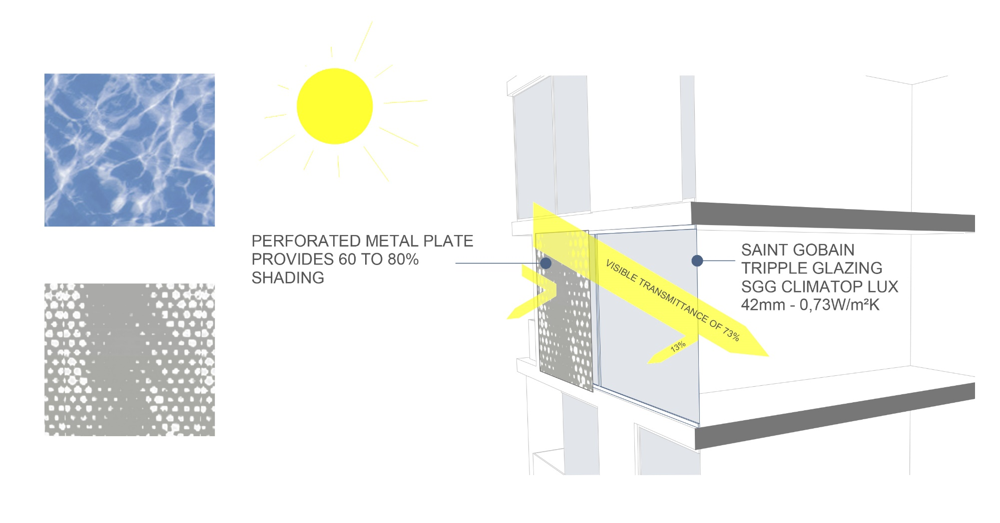 PERFORATED METAL PLATE
PROVIDES 60 TO 80%
SHADING
VISIBLE TRANSMITTANCE OF 73%
13%
SAINT GOBAIN
TRIPPLE GLAZING
SGG CLIMATOP LUX
42mm - 0,73W/m²K